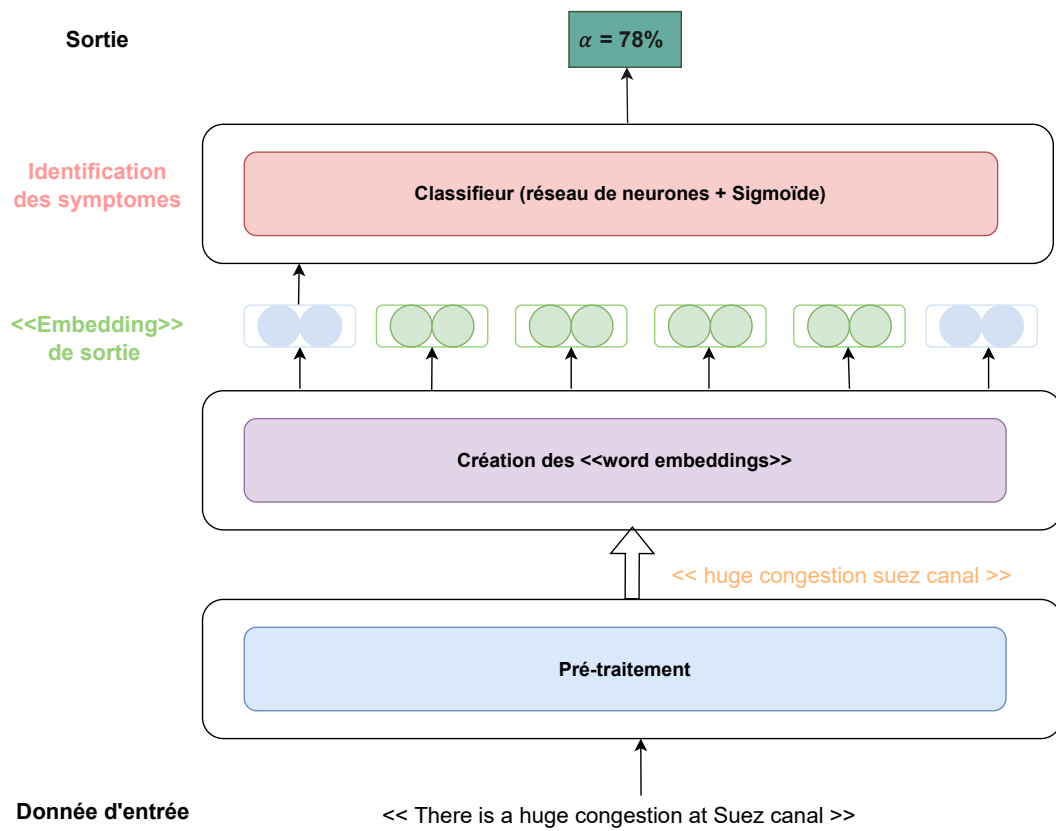 Sortie
α = 78%
Identification
des symptomes
Classifieur (réseau de neurones + Sigmoïde)
<<Embedding>>
de sortie
Création des <<word embeddings>>
<< huge congestion suez canal >>
Pré-traitement
Donnée d'entrée
<< There is a huge congestion at Suez canal >>